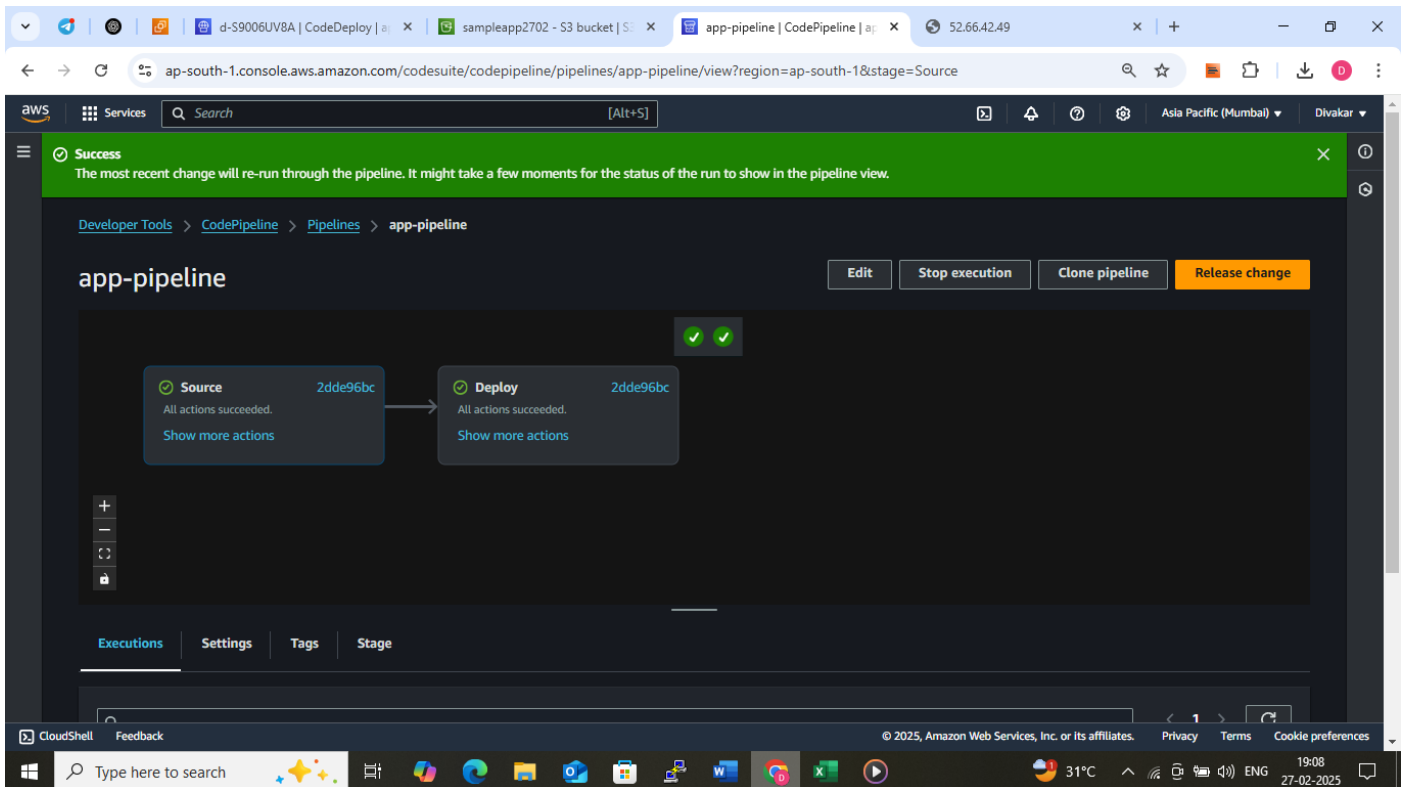 d-S9006UV8A | CodeDeploy | a
sampleapp2702 - S3 bucket | S3
app-pipeline | CodePipeline | ap
52.66.42.49
ap-south-1.console.aws.amazon.com/codesuite/codepipeline/pipelines/app-pipeline/view?region=ap-south-1&stage=Source
D
aws
Services
Search
[Alt+S]
Asia Pacific (Mumbai)
Divakar
Success
The most recent change will re-run through the pipeline. It might take a few moments for the status of the run to show in the pipeline view.
Developer Tools > CodePipeline > Pipelines > app-pipeline
app-pipeline
Edit
Stop execution
Clone pipeline
Release change
Source 2dde96bc
All actions succeeded.
Show more actions
Deploy 2dde96bc
All actions succeeded.
Show more actions
Executions
Settings
Tags
Stage
1
CloudShell
Feedback
© 2025, Amazon Web Services, Inc. or its affiliates.
Privacy
Terms
Cookie preferences
Type here to search
31°C
ENG
19:08
27-02-2025